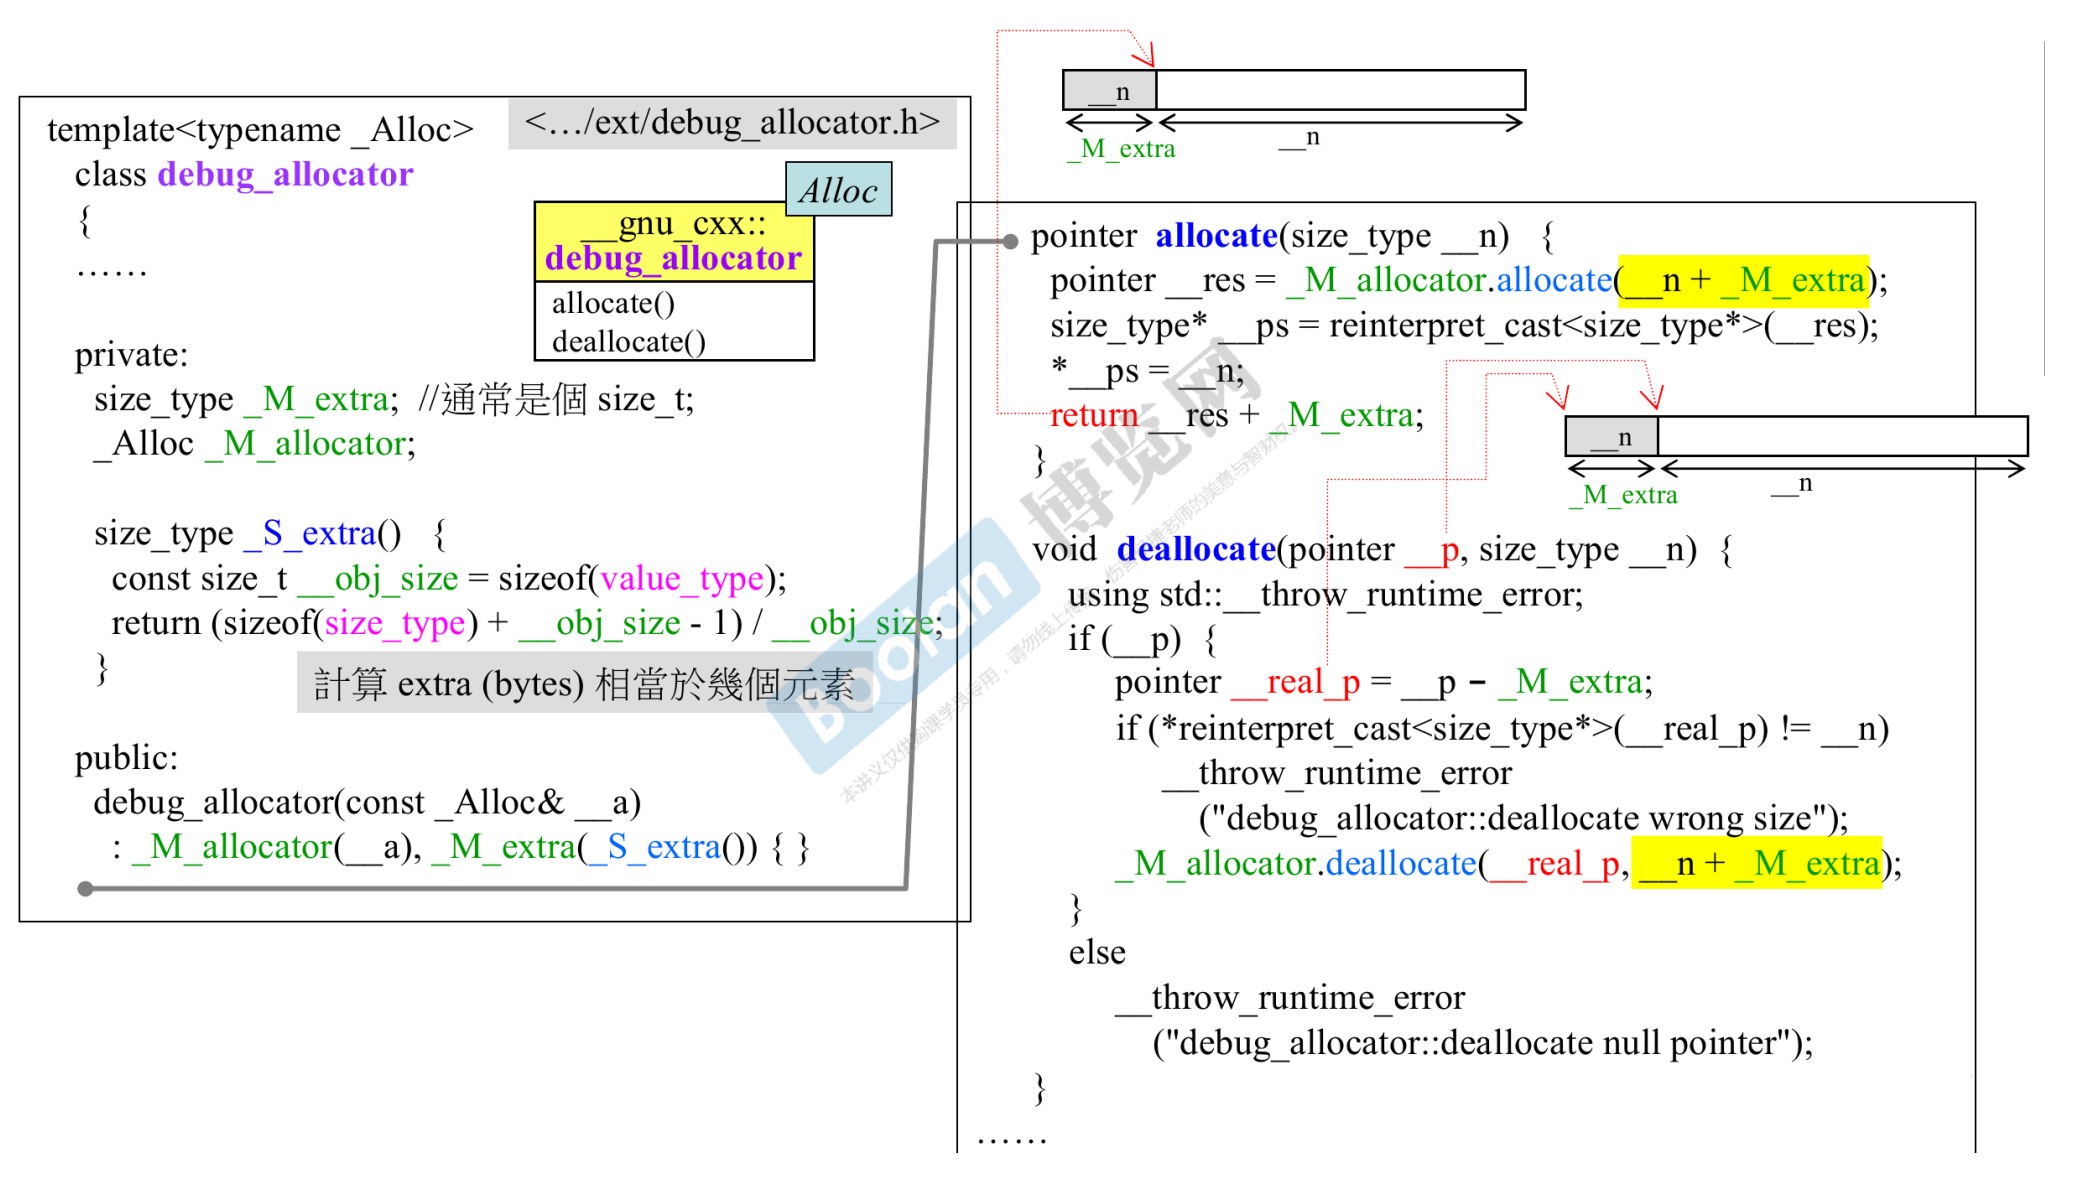 template<typename _Alloc>
<…/ext/debug_allocator.h>
class debug_allocator
{
……
Alloc
__gnu_cxx::
debug_allocator
allocate()
deallocate()
private:
size_type _M_extra; //通常是個 size_t;
_Alloc _M_allocator;
size_type _S_extra() {
const size_t __obj_size = sizeof(value_type);
return (sizeof(size_type) + __obj_size - 1) / __obj_size;
}
計算 extra (bytes) 相當於幾個元素
public:
debug_allocator(const _Alloc& __a)
: _M_allocator(__a), _M_extra(_S_extra()) { }
__n
_M_extra
__n
pointer allocate(size_type __n) {
pointer __res = _M_allocator.allocate(__n + _M_extra);
size_type* __ps = reinterpret_cast<size_type*>(__res);
*__ps = __n;
return __res + _M_extra;
}
__n
_M_extra
__n
void deallocate(pointer __p, size_type __n) {
using std::__throw_runtime_error;
if (__p) {
pointer __real_p = __p – _M_extra;
if (*reinterpret_cast<size_type*>(__real_p) != __n)
__throw_runtime_error
("debug_allocator::deallocate wrong size");
_M_allocator.deallocate(__real_p, __n + _M_extra);
}
else
__throw_runtime_error
("debug_allocator::deallocate null pointer");
}
……
Boolan
博览网